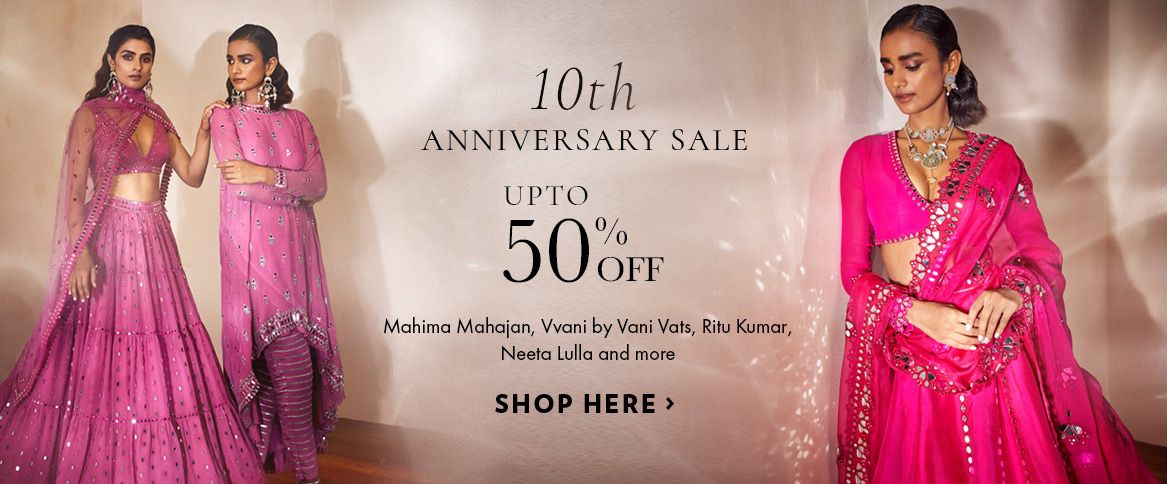 10th
ANNIVERSARY SALE
UPTO
50% OFF
Mahima Mahajan, Vvani by Vani Vats, Ritu Kumar,
Neeta Lulla and more
SHOP HERE >